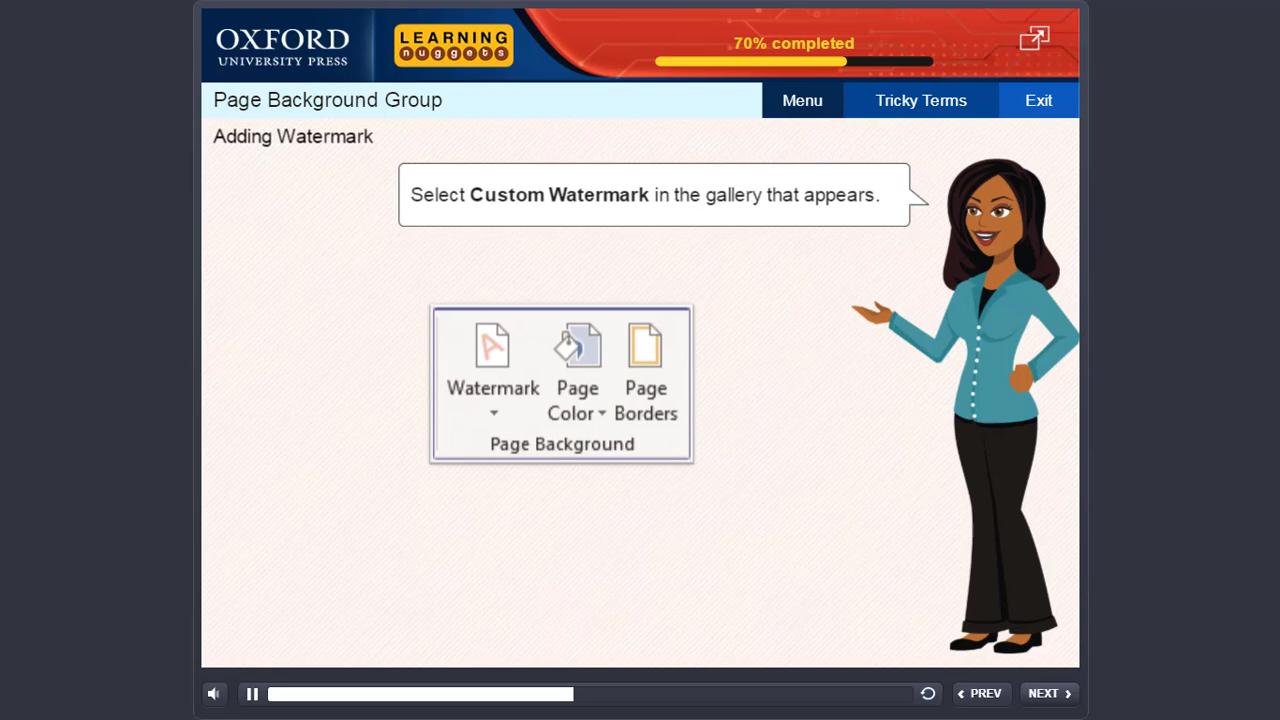 OXFORD
UNIVERSITY PRESS
LEARNING
nuggets
70% completed
Page Background Group
Menu
Tricky Terms
Exit
Adding Watermark
Select Custom Watermark in the gallery that appears.
A
Watermark
Page
Color
Page
Borders
Page Background
PREV
NEXT